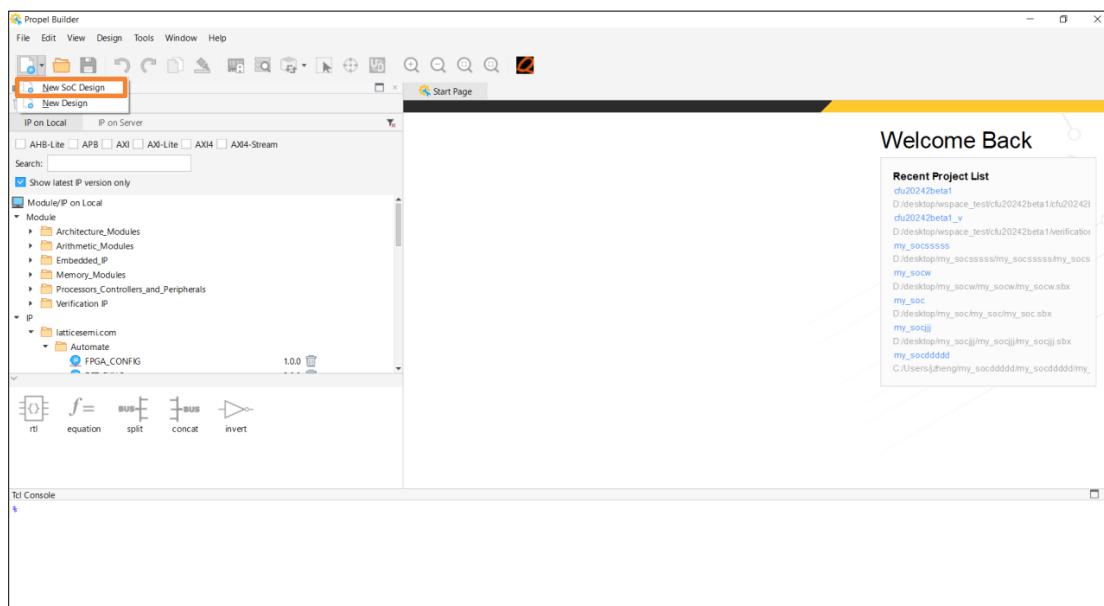 Propel Builder
File Edit View Design Tools Window Help
New SoC Design
New Design
Start Page
IP on Local IP on Server
AHB-Lite APB AXI AXI-Lite AXI4 AXI4-Stream
Search:
Show latest IP version only
Module/IP on Local
Module
Architecture_Modules
Arithmetic_Modules
Embedded_IP
Memory_Modules
Processors_Controllers_and_Peripherals
Verification IP
IP
latticesemi.com
Automate
FPGA_CONFIG 1.0.0
rtl equation split concat invert
Welcome Back
Recent Project List
cfu20242beta1
D:/desktop/wspace_test/cfu20242beta1/cfu20242l
cfu20242beta1_v
D:/desktop/wspace_test/cfu20242beta1/verificatior
my_socsssss
D:/desktop/my_socsssss/my_socsssss/my_socs
my_socw
D:/desktop/my_socw/my_socw/my_socw.sbx
my_soc
D:/desktop/my_soc/my_soc/my_soc.sbx
my_socjjj
D:/desktop/my_socjjj/my_socjjj/my_socjjj.sbx
my_socddddd
C:/Users/jzheng/my_socddddd/my_socddddd/my_
Tcl Console
%